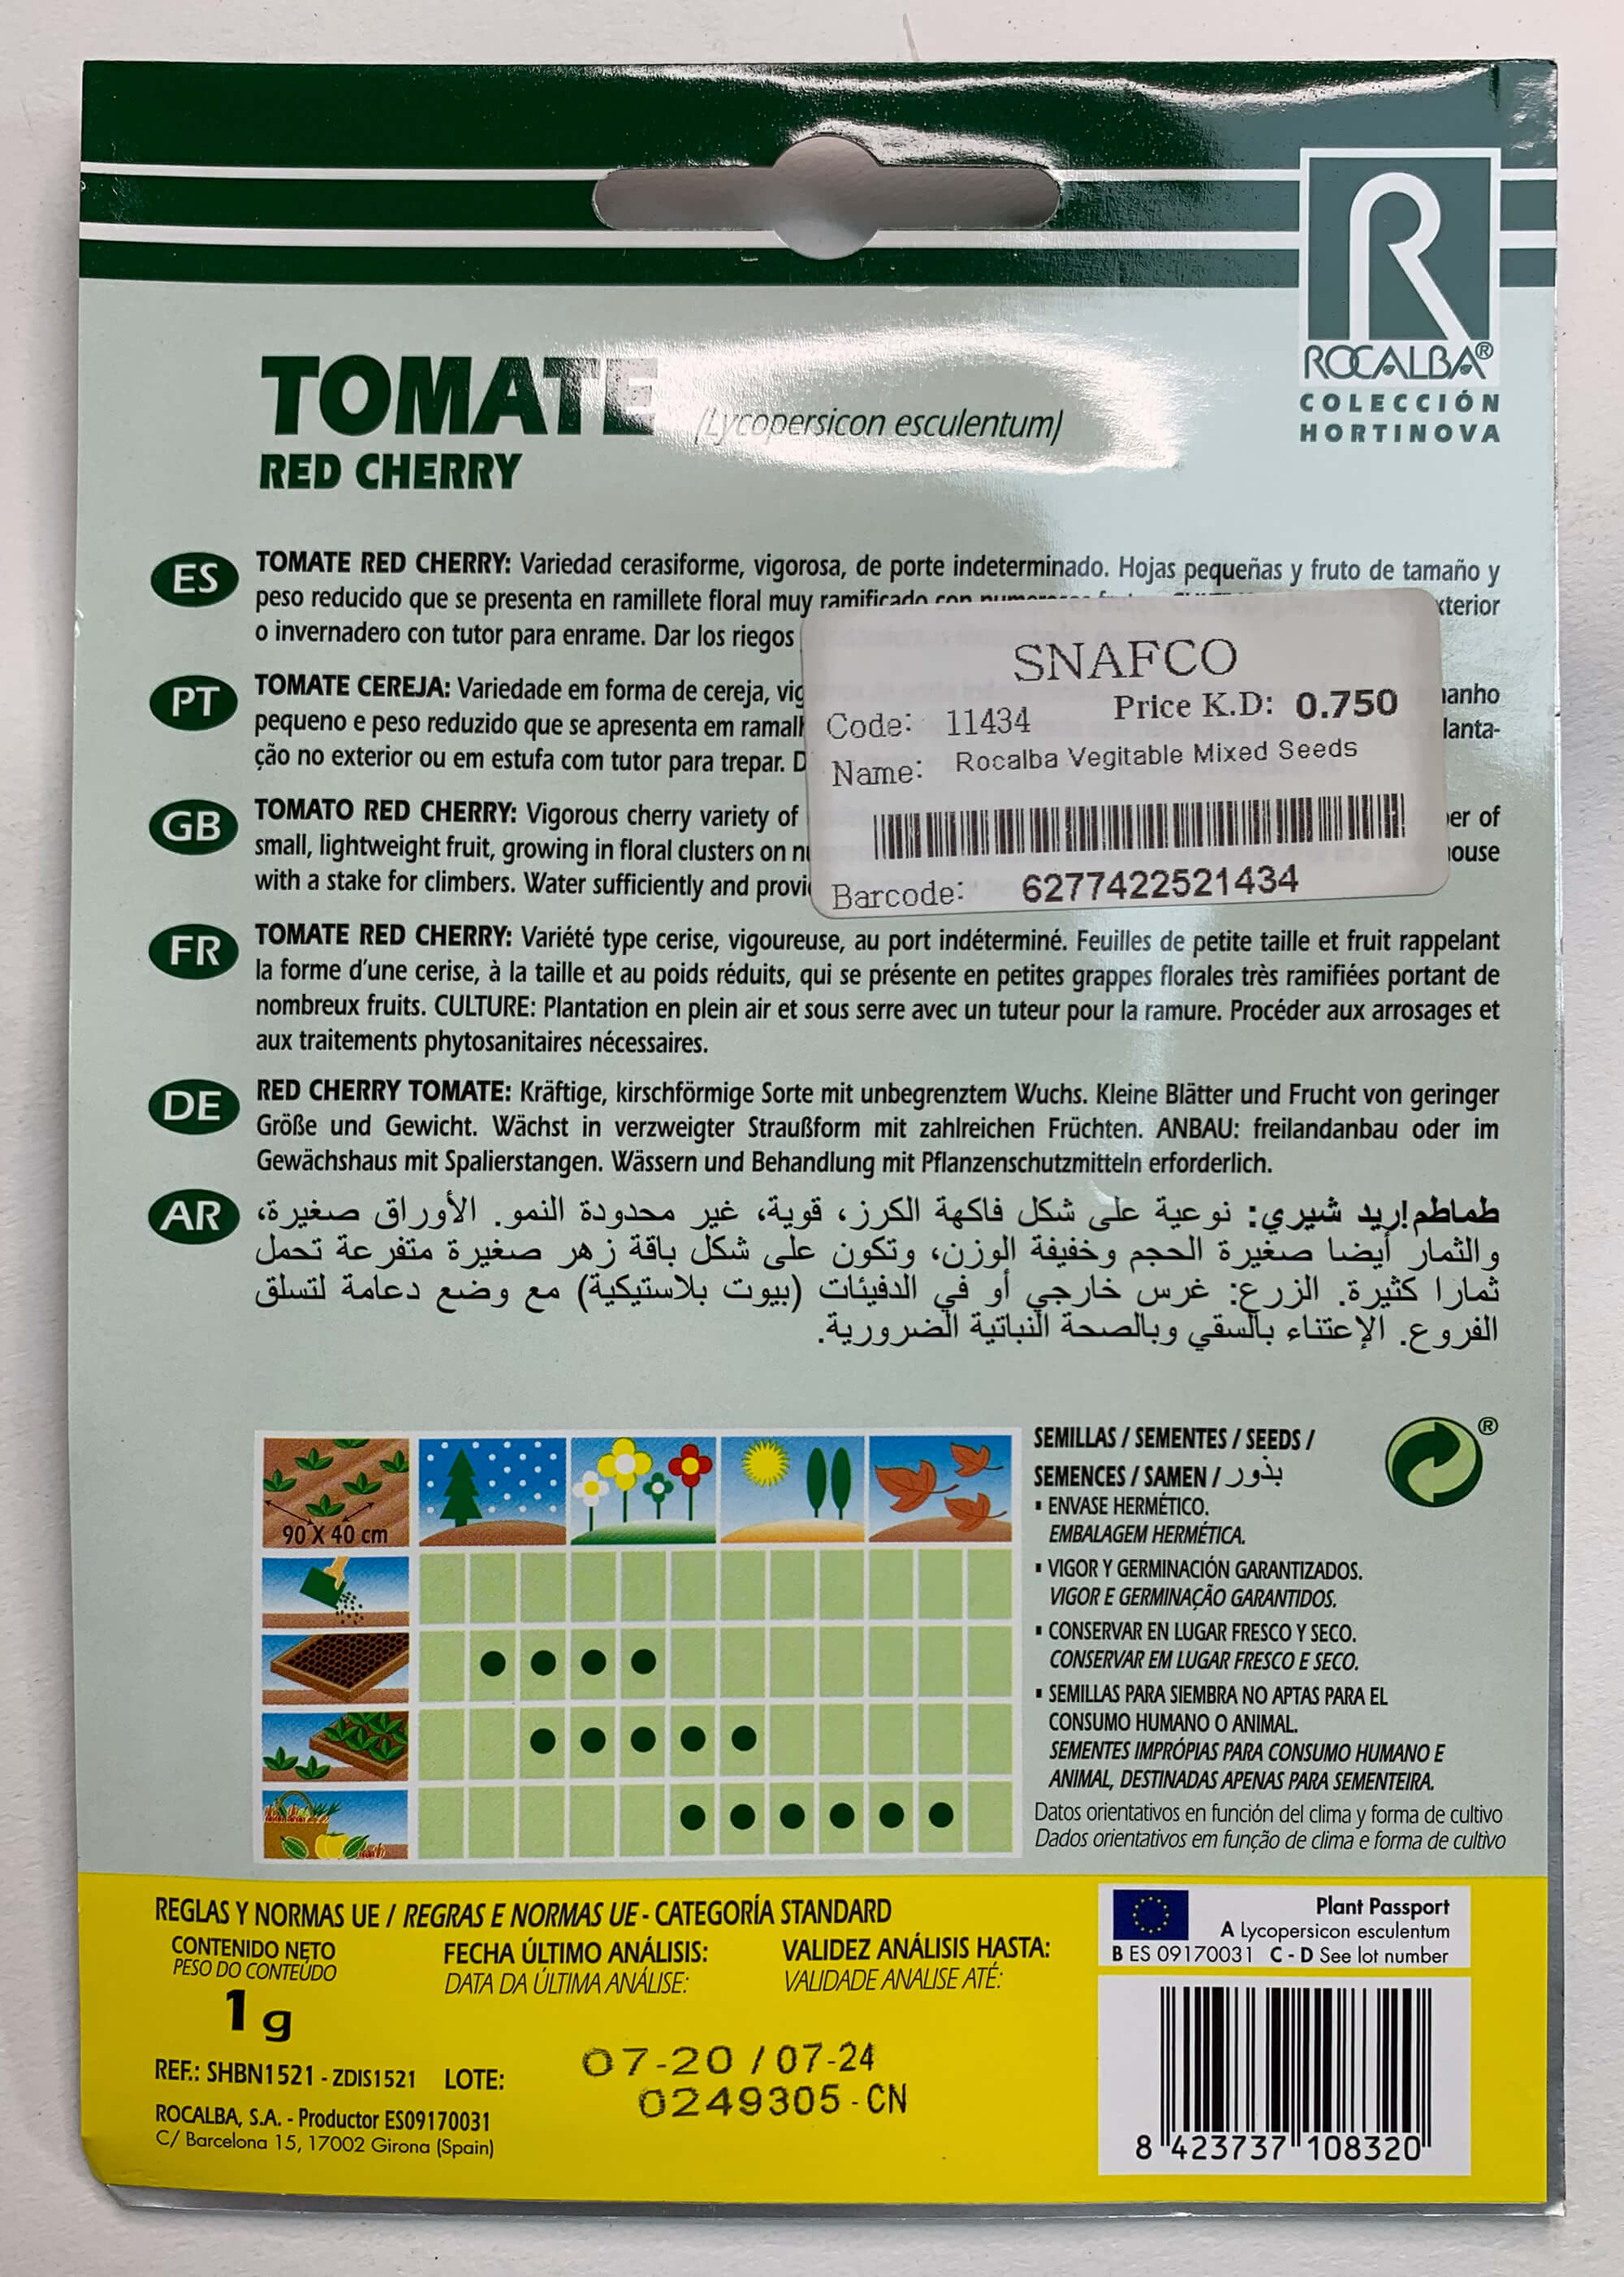 R
ROCALBA®
COLECCIÓN
HORTINOVA
TOMATE (Lycopersicon esculentum)
RED CHERRY
ES
TOMATE RED CHERRY: Variedad cerasiforme, vigorosa, de porte indeterminado. Hojas pequeñas y fruto de tamaño y
peso reducido que se presenta en ramillete floral muy ramificado con
o invernadero con tutor para enrame. Dar los riegos
PT
TOMATE CEREJA: Variedade em forma de cereja,
pequeno e peso reduzido que se apresenta em
ção no exterior ou em estufa com tutor para trepar.
GB
TOMATO RED CHERRY: Vigorous cherry variety of
small, lightweight fruit, growing in floral clusters on
with a stake for climbers. Water sufficiently and
SNAFCO
Code: 11434 Price K.D: 0.750
Name: Rocalba Vegitable Mixed Seeds
Barcode: 6277422521434
FR
TOMATE RED CHERRY: Variété type cerise, vigoureuse, au port indéterminé. Feuilles de petite taille et fruit rappelant
la forme d'une cerise, à la taille et au poids réduits, qui se présente en petites grappes florales très ramifiées portant de
nombreux fruits. CULTURE: Plantation en plein air et sous serre avec un tuteur pour la ramure. Procéder aux arrosages et
aux traitements phytosanitaires nécessaires.
DE
RED CHERRY TOMATE: Kräftige, kirschförmige Sorte mit unbegrenztem Wuchs. Kleine Blätter und Frucht von geringer
Größe und Gewicht. Wächst in verzweigter Straußform mit zahlreichen Früchten. ANBAU: freilandanbau oder im
Gewächshaus mit Spalierstangen. Wässern und Behandlung mit Pflanzenschutzmitteln erforderlich.
AR
طماطم!ريد شيري: نوعية على شكل فاكهة الكرز، قوية، غير محدودة النمو. الأوراق صغيرة،
والثمار أيضا صغيرة الحجم وخفيفة الوزن، وتكون على شكل باقة زهر صغيرة متفرعة تحمل
ثمارا كثيرة. الزرع: غرس خارجي أو في الدفيئات (بيوت بلاستيكية) مع وضع دعامة لتسلق
الفروع. الإعتناء بالسقي وبالصحة النباتية الضرورية.
90 X 40 cm
SEMILLAS / SEMENTES / SEEDS /
SEMENCES / SAMEN / بذور
▪ ENVASE HERMÉTICO.
EMBALAGEM HERMÉTICA.
▪ VIGOR Y GERMINACIÓN GARANTIZADOS.
VIGOR E GERMINAÇÃO GARANTIDOS.
▪ CONSERVAR EN LUGAR FRESCO Y SECO.
CONSERVAR EM LUGAR FRESCO E SECO.
▪ SEMILLAS PARA SIEMBRA NO APTAS PARA EL
CONSUMO HUMANO O ANIMAL.
SEMENTES IMPRÓPIAS PARA CONSUMO HUMANO E
ANIMAL, DESTINADAS APENAS PARA SEMENTEIRA.
Datos orientativos en función del clima y forma de cultivo
Dados orientativos em função de clima e forma de cultivo
®
REGLAS Y NORMAS UE / REGRAS E NORMAS UE - CATEGORÍA STANDARD
CONTENIDO NETO
PESO DO CONTEÚDO
1 g
FECHA ÚLTIMO ANÁLISIS:
DATA DA ÚLTIMA ANÁLISE:
VALIDEZ ANÁLISIS HASTA:
VALIDADE ANALISE ATÉ:
07-20 / 07-24
REF.: SHBN1521 - ZDIS1521 LOTE: 0249305-CN
ROCALBA, S.A. - Productor ES09170031
C/ Barcelona 15, 17002 Girona (Spain)
Plant Passport
A Lycopersicon esculentum
B ES 09170031 C - D See lot number
8 423737 108320